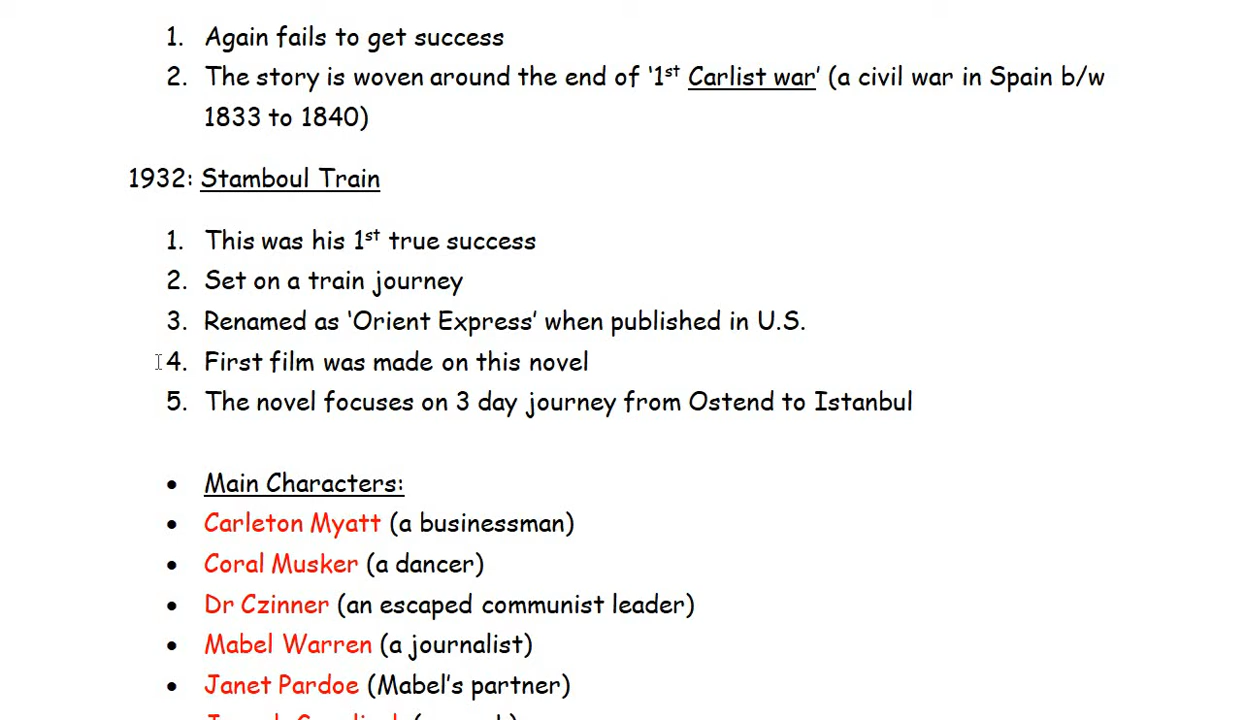 1. Again fails to get success
2. The story is woven around the end of ‘1st Carlist war’ (a civil war in Spain b/w
1833 to 1840)
1932: Stamboul Train
1. This was his 1st true success
2. Set on a train journey
3. Renamed as ‘Orient Express’ when published in U.S.
4. First film was made on this novel
5. The novel focuses on 3 day journey from Ostend to Istanbul
• Main Characters:
• Carleton Myatt (a businessman)
• Coral Musker (a dancer)
• Dr Czinner (an escaped communist leader)
• Mabel Warren (a journalist)
• Janet Pardoe (Mabel’s partner)